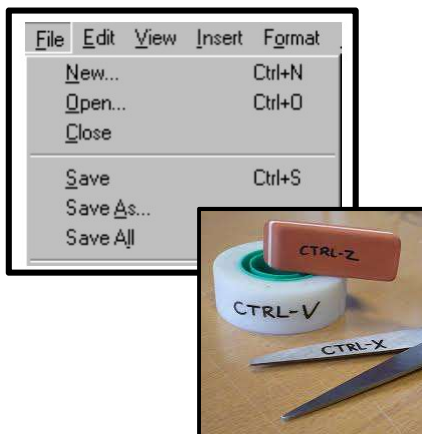 File Edit View Insert Format
New... Ctrl+N
Open... Ctrl+O
Close
Save Ctrl+S
Save As...
Save All
CTRL-Z
CTRL-V
CTRL-X